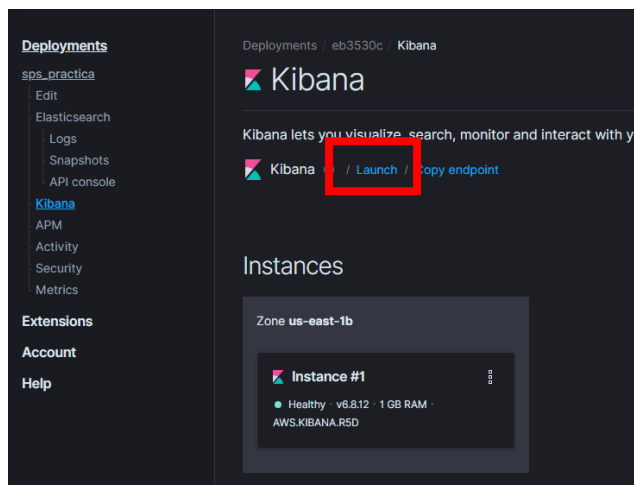 Deployments
sps_practica
Edit
Elasticsearch
Logs
Snapshots
API console
Kibana
APM
Activity
Security
Metrics
Extensions
Account
Help
Deployments / eb3530c / Kibana
Kibana
Kibana lets you visualize, search, monitor and interact with y
Kibana / Launch / Copy endpoint
Instances
Zone us-east-1b
Instance #1
Healthy · v6.8.12 · 1 GB RAM ·
AWS.KIBANA.R5D